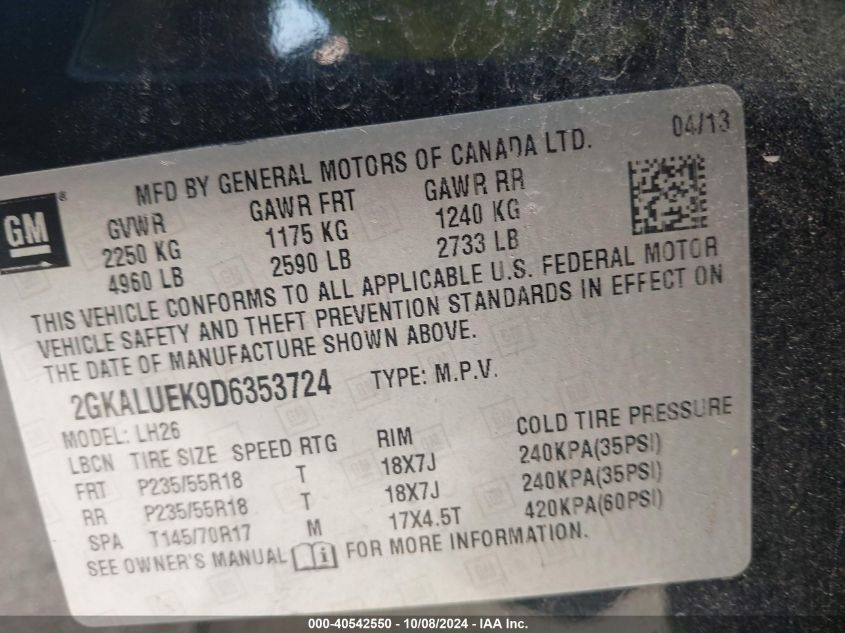 04/13
MFD BY GENERAL MOTORS OF CANADA LTD.
GM®
GVWR GAWR FRT GAWR RR
2250 KG 1175 KG 1240 KG
4960 LB 2590 LB 2733 LB
THIS VEHICLE CONFORMS TO ALL APPLICABLE U.S. FEDERAL MOTOR
VEHICLE SAFETY AND THEFT PREVENTION STANDARDS IN EFFECT ON
THE DATE OF MANUFACTURE SHOWN ABOVE.
2GKALUEK9D6353724 TYPE: M.P.V.
MODEL: LH26
LBCN TIRE SIZE SPEED RTG RIM COLD TIRE PRESSURE
FRT P235/55R18 T 18X7J 240KPA(35PSI)
RR P235/55R18 T 18X7J 240KPA(35PSI)
SPA T145/70R17 M 17X4.5T 420KPA(60PSI)
SEE OWNER'S MANUAL FOR MORE INFORMATION.
000-40542550 - 10/08/2024 - IAA Inc.